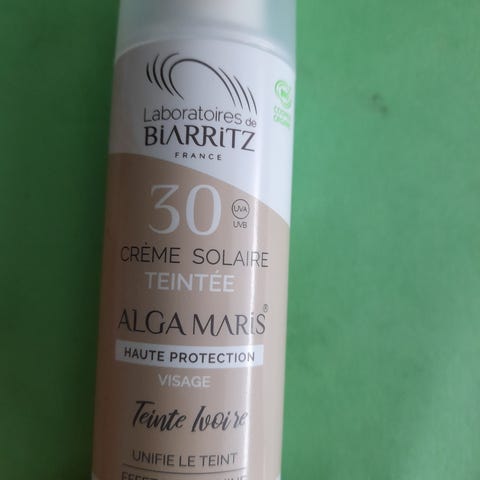 Laboratoires de
BIARRITZ
FRANCE
30
UVA
UVB
CRÈME SOLAIRE
TEINTÉE
ALGA MARIS®
HAUTE PROTECTION
VISAGE
Teinte Ivoire
UNIFIE LE TEINT